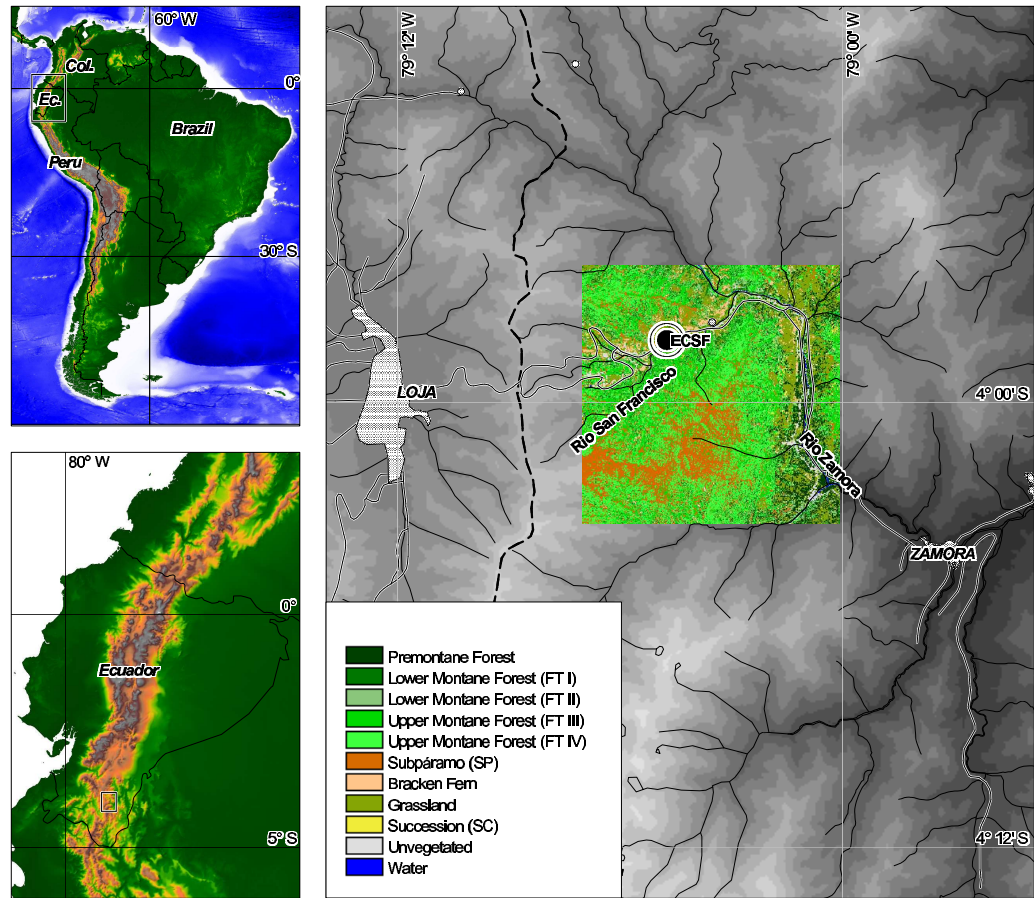 60° W
Col.
0°
Ec.
Brazil
Peru
30° S
80° W
0°
Ecuador
5° S
79° 12' W
79° 00' W
ECSF
LOJA
4° 00' S
Rio San Francisco
Rio Zamora
ZAMORA
4° 12' S
Premontane Forest
Lower Montane Forest (FT I)
Lower Montane Forest (FT II)
Upper Montane Forest (FT III)
Upper Montane Forest (FT IV)
Subpáramo (SP)
Bracken Fern
Grassland
Succession (SC)
Unvegetated
Water